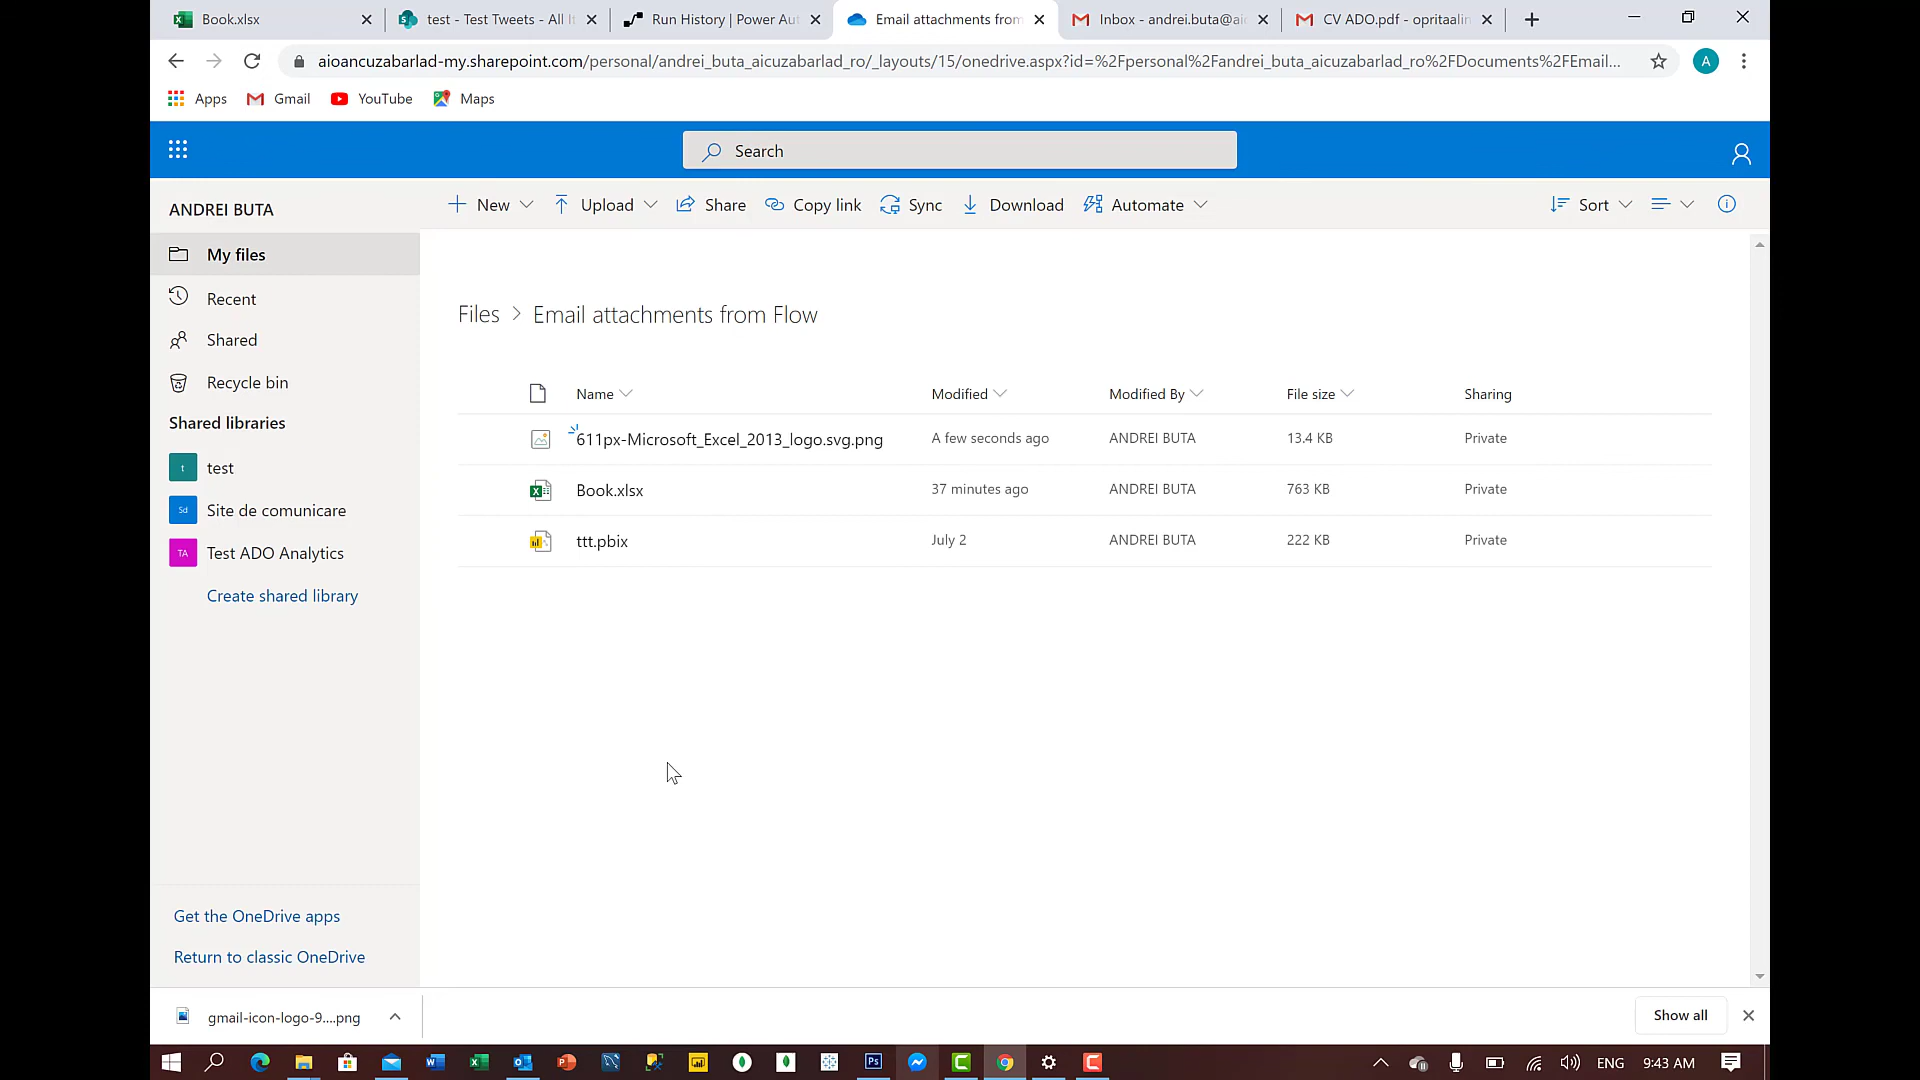 Book.xlsx
test - Test Tweets - All It
Run History | Power Aut
Email attachments from
Inbox - andrei.buta@ai
CV ADO.pdf - opritaalin
aioancuzabarlad-my.sharepoint.com/personal/andrei_buta_aicuzabarlad_ro/_layouts/15/onedrive.aspx?id=%2Fpersonal%2Fandrei_buta_aicuzabarlad_ro%2FDocuments%2FEmail...
A
Apps
Gmail
YouTube
Maps
Search
ANDREI BUTA
New
Upload
Share
Copy link
Sync
Download
Automate
Sort
My files
Recent
Shared
Recycle bin
Shared libraries
t
test
Sd
Site de comunicare
TA
Test ADO Analytics
Create shared library
Get the OneDrive apps
Return to classic OneDrive
Files > Email attachments from Flow
Name Modified Modified By File size Sharing
611px-Microsoft_Excel_2013_logo.svg.png A few seconds ago ANDREI BUTA 13.4 KB Private
Book.xlsx 37 minutes ago ANDREI BUTA 763 KB Private
ttt.pbix July 2 ANDREI BUTA 222 KB Private
gmail-icon-logo-9....png
Show all
ENG
9:43 AM